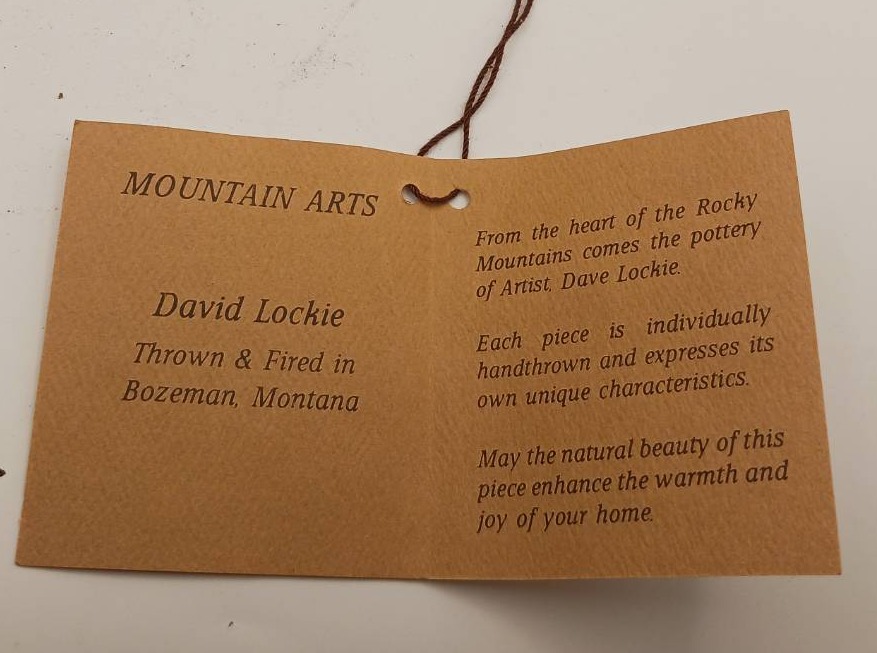 MOUNTAIN ARTS
David Lockie
Thrown & Fired in
Bozeman, Montana
From the heart of the Rocky
Mountains comes the pottery
of Artist, Dave Lockie.
Each piece is individually
handthrown and expresses its
own unique characteristics.
May the natural beauty of this
piece enhance the warmth and
joy of your home.